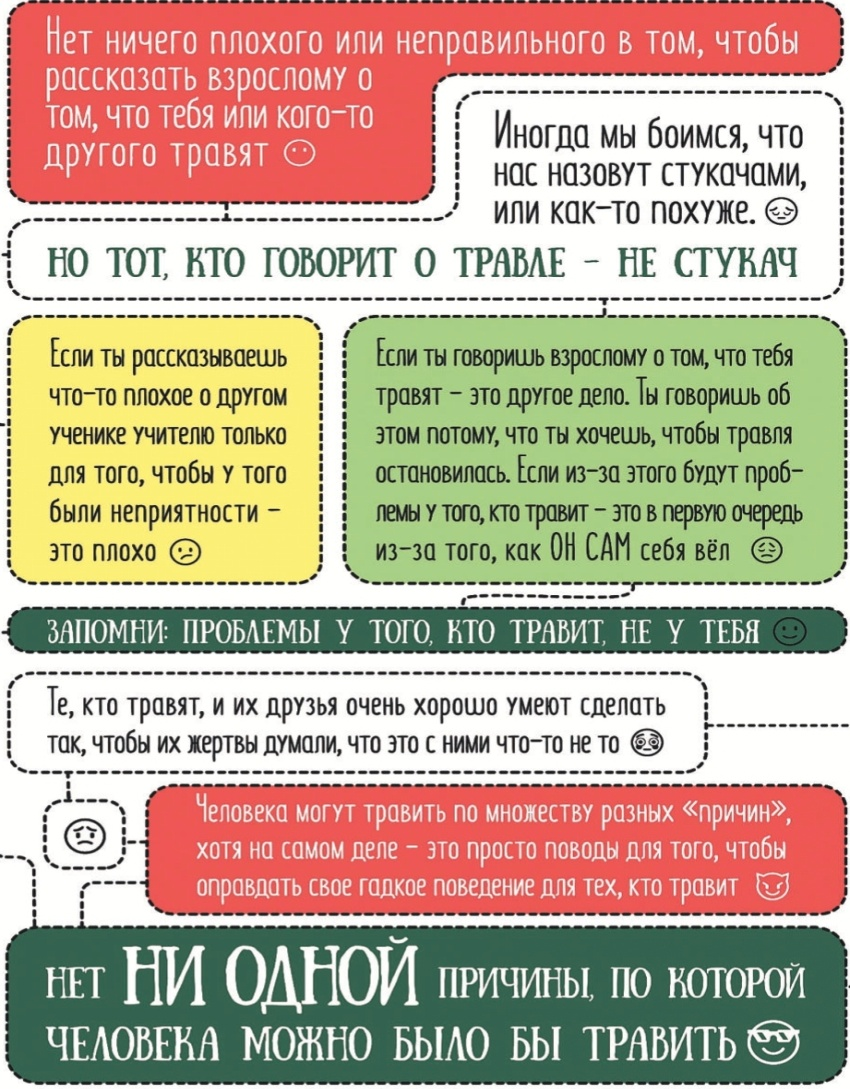 Нет ничего плохого или неправильного в том, чтобы
рассказать взрослому о
том, что тебя или кого-то
другого травят
Иногда мы боимся, что
нас назовут стукачами,
или как-то похуже.
НО ТОТ, КТО ГОВОРИТ О ТРАВЛЕ - НЕ СТУКАЧ
Если ты рассказываешь
что-то плохое о другом
ученике учителю только
для того, чтобы у того
были неприятности -
это плохо
Если ты говоришь взрослому о том, что тебя
травят - это другое дело. Ты говоришь об
этом потому, что ты хочешь, чтобы травля
остановилась. Если из-за этого будут проб-
лемы у того, кто травит - это в первую очередь
из-за того, как ОН САМ себя вёл
ЗАПОМНИ: ПРОБЛЕМЫ У ТОГО, КТО ТРАВИТ, НЕ У ТЕБЯ
Те, кто травят, и их друзья очень хорошо умеют сделать
так, чтобы их жертвы думали, что это с ними что-то не то
Человека могут травить по множеству разных «причин»,
хотя на самом деле - это просто поводы для того, чтобы
оправдать свое гадкое поведение для тех, кто травит
НЕТ НИ ОДНОЙ ПРИЧИНЫ, ПО КОТОРОЙ
ЧЕЛОВЕКА МОЖНО БЫЛО БЫ ТРАВИТЬ